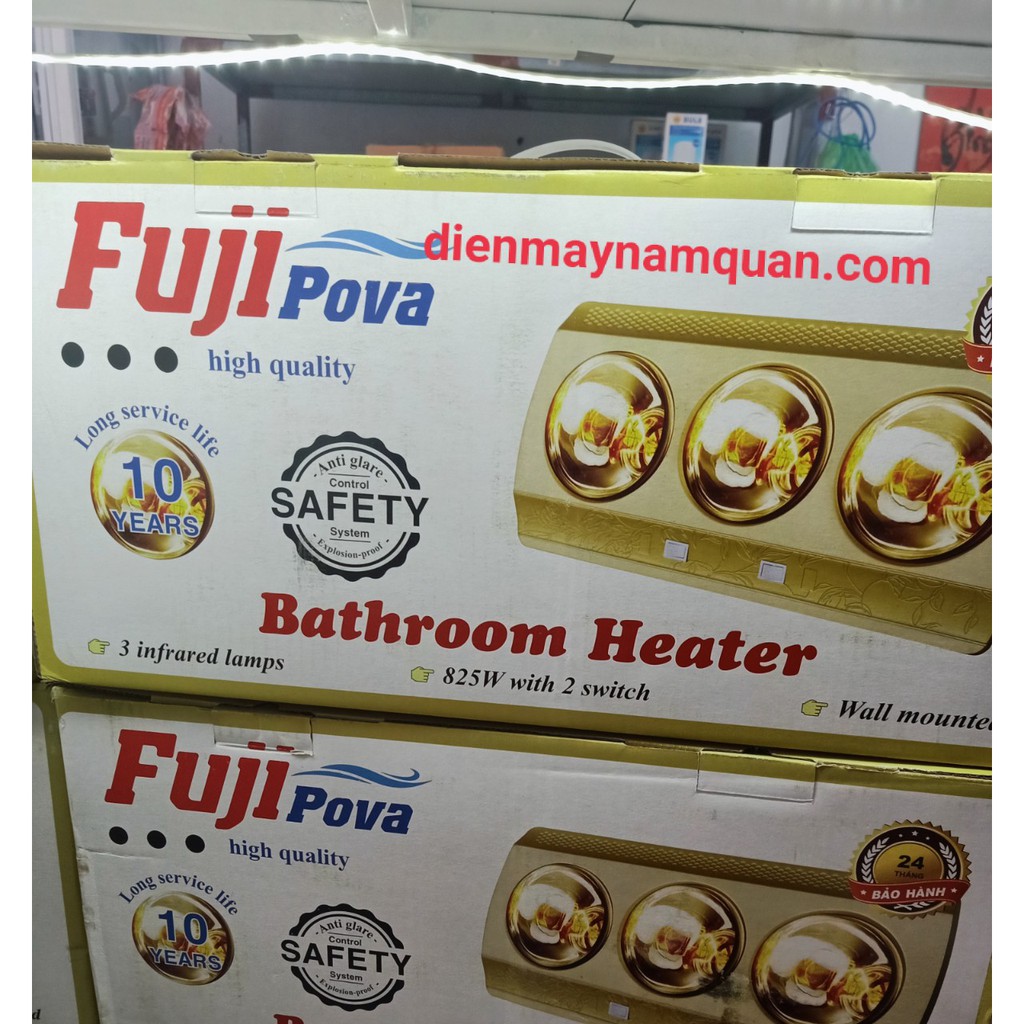 BULB
Fuji
Pova
dienmaynamquan.com
high quality
Long service life
10
YEARS
Anti glare
Control
SAFETY
System
Explosion-proof
Bathroom Heater
3 infrared lamps
825W with 2 switch
Wall mounted
Fuji
Pova
high quality
Long service life
10
YEARS
Anti glare
Control
SAFETY
System
Explosion-proof
24
THÁNG
BẢO HÀNH